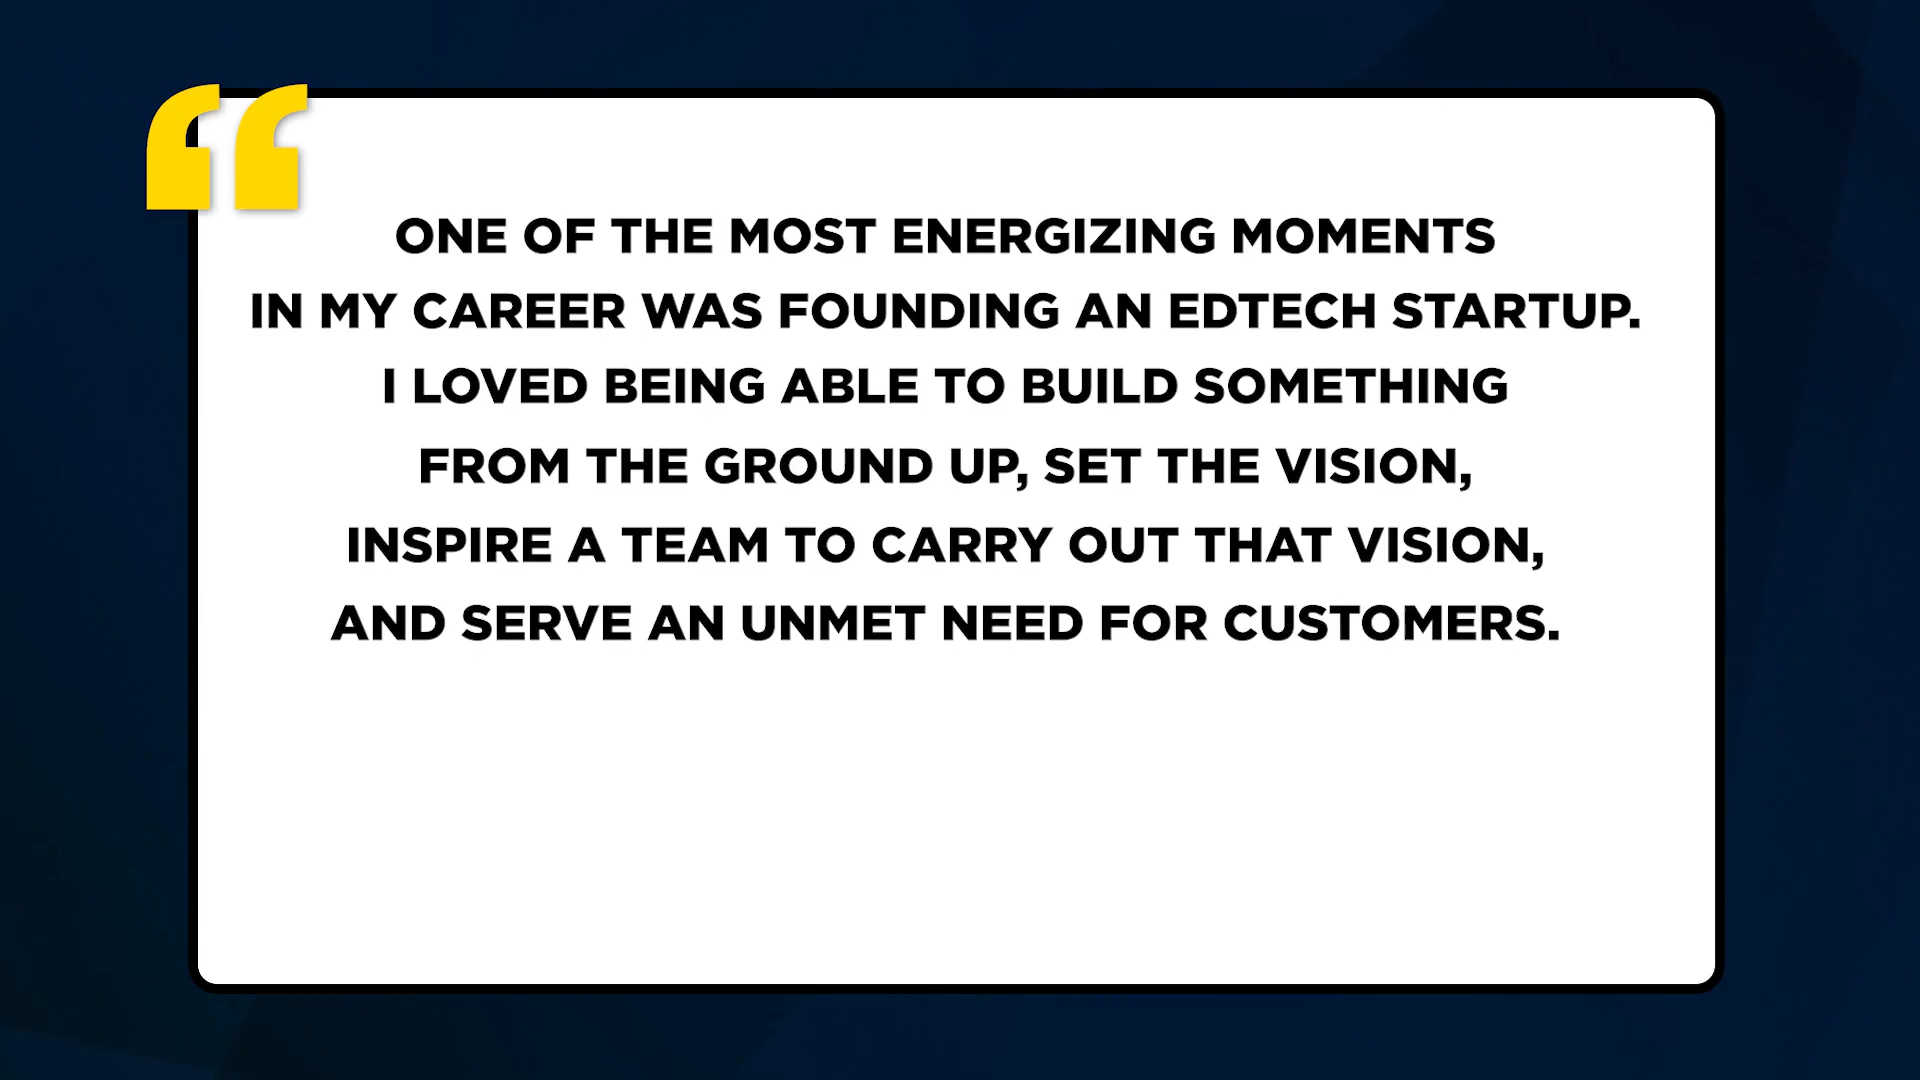 “
ONE OF THE MOST ENERGIZING MOMENTS
IN MY CAREER WAS FOUNDING AN EDTECH STARTUP.
I LOVED BEING ABLE TO BUILD SOMETHING
FROM THE GROUND UP, SET THE VISION,
INSPIRE A TEAM TO CARRY OUT THAT VISION,
AND SERVE AN UNMET NEED FOR CUSTOMERS.